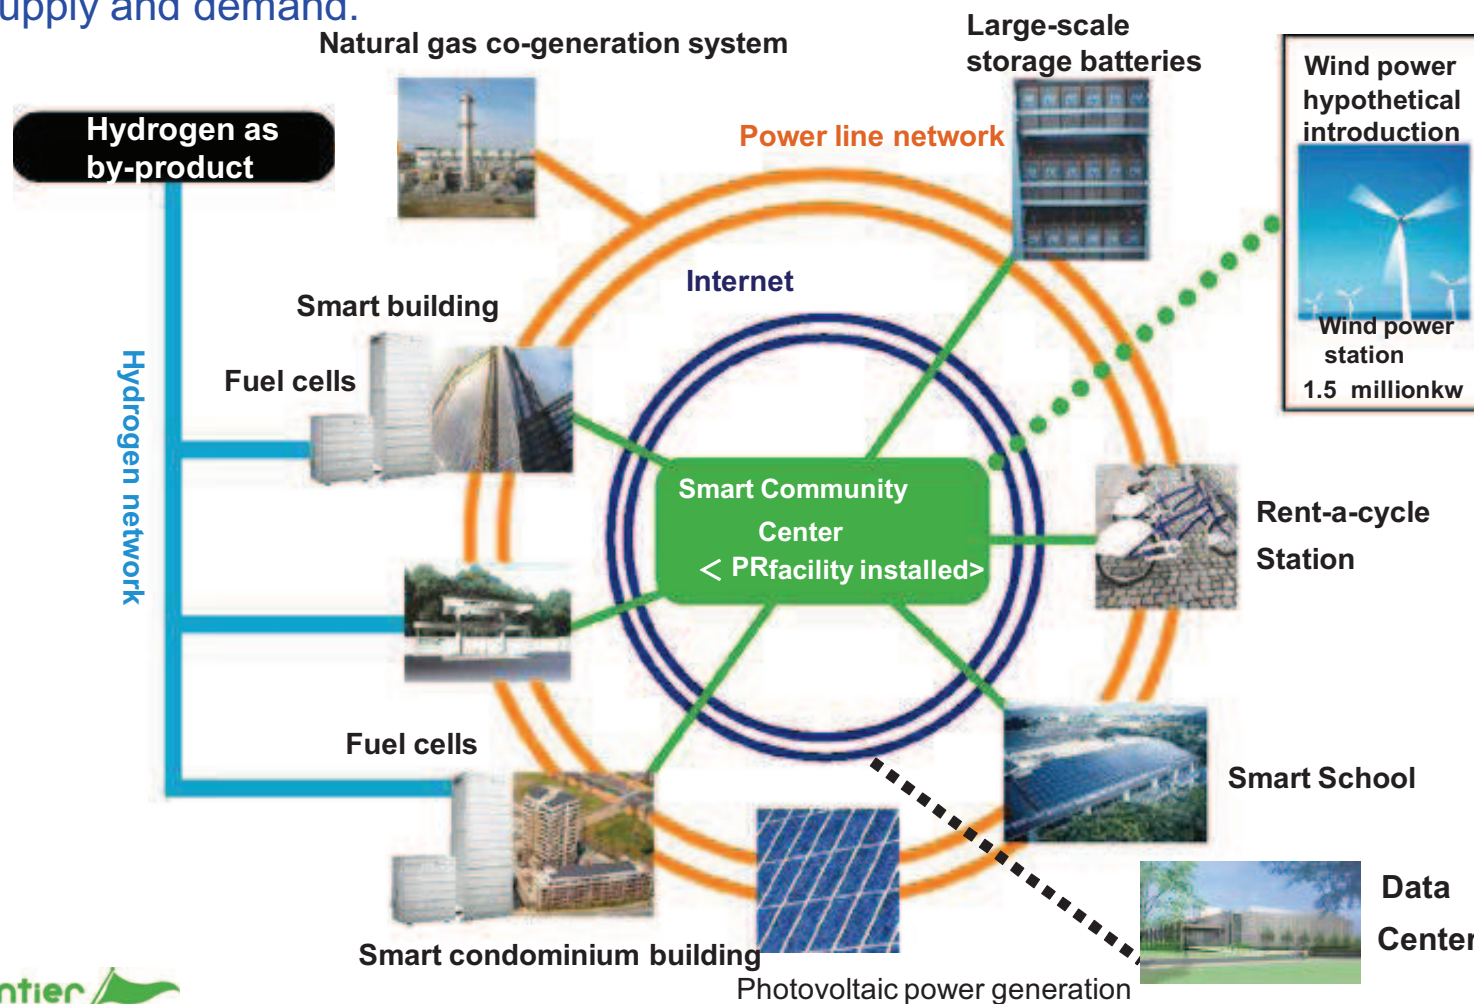 upply and demand.
Natural gas co-generation system
Large-scale
storage batteries
Wind power
hypothetical
introduction
Hydrogen as
by-product
Power line network
Internet
Smart building
Wind power
station
1.5 millionkw
Fuel cells
Hydrogen network
Smart Community
Center
< PRfacility installed>
Rent-a-cycle
Station
Fuel cells
Smart School
Data
Center
Smart condominium building
Photovoltaic power generation
ntier